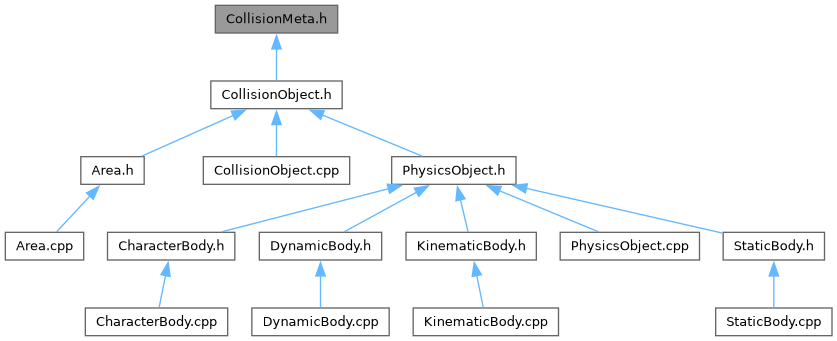 CollisionMeta.h
CollisionObject.h
Area.h
CollisionObject.cpp
PhysicsObject.h
Area.cpp
CharacterBody.h
DynamicBody.h
KinematicBody.h
PhysicsObject.cpp
StaticBody.h
CharacterBody.cpp
DynamicBody.cpp
KinematicBody.cpp
StaticBody.cpp